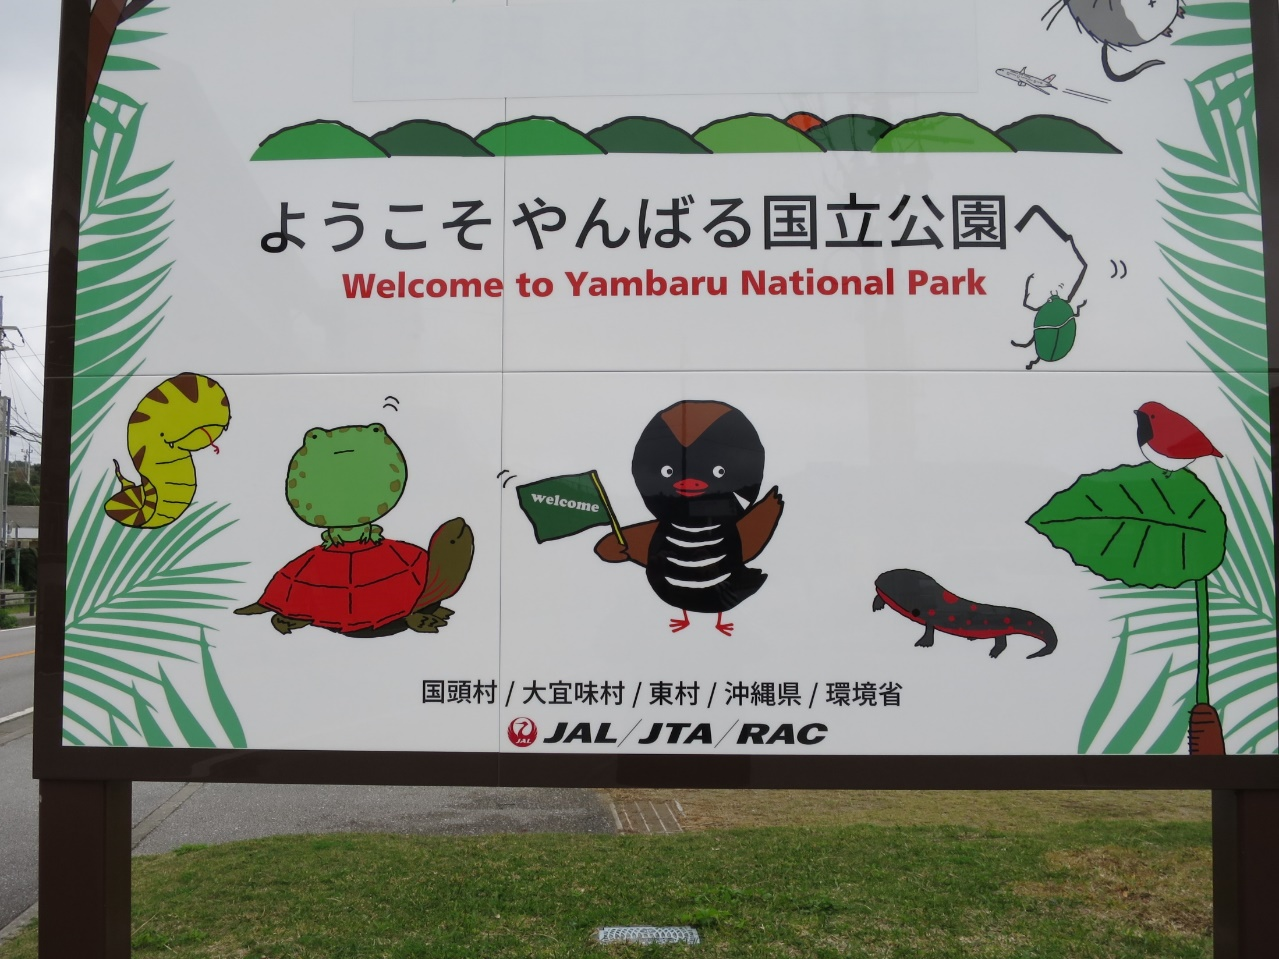 ようこそ やんばる国立公園へ
Welcome to Yambaru National Park
welcome
国頭村 / 大宜味村 / 東村 / 沖縄県 / 環境省
JAL JAL / JTA / RAC